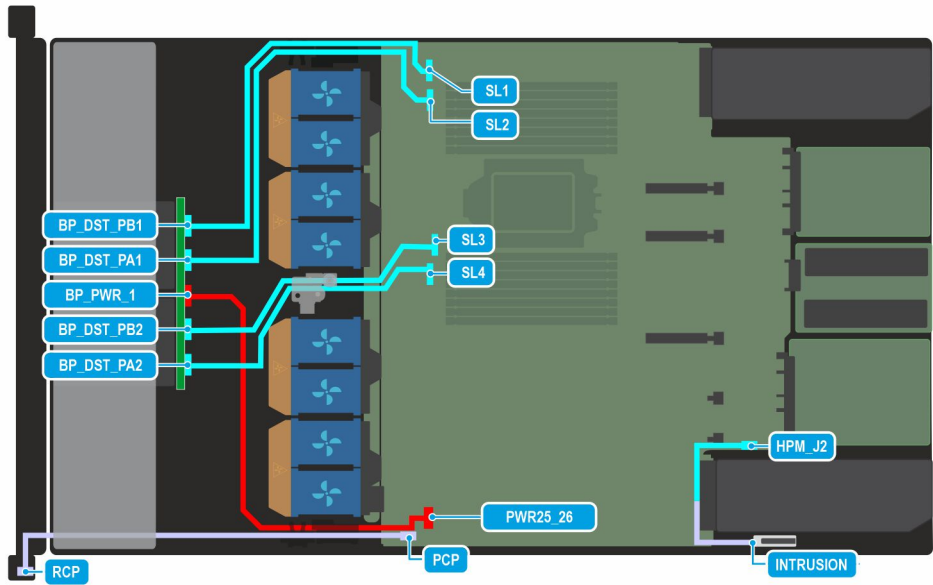 SL1
SL2
BP_DST_PB1
SL3
BP_DST_PA1
SL4
BP_PWR_1
BP_DST_PB2
BP_DST_PA2
HPM_J2
PWR25_26
PCP
INTRUSION
RCP